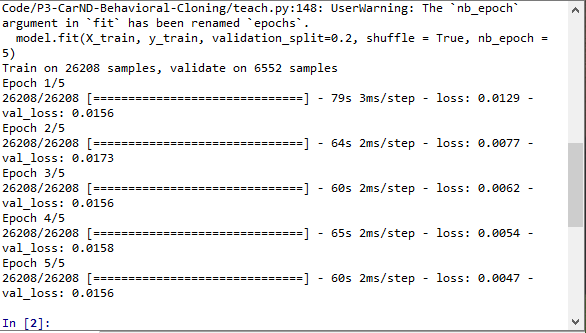 Code/P3-CarND-Behavioral-Cloning/teach.py:148: UserWarning: The `nb_epoch`
argument in `fit` has been renamed `epochs`.
  model.fit(X_train, y_train, validation_split=0.2, shuffle = True, nb_epoch =
5)
Train on 26208 samples, validate on 6552 samples
Epoch 1/5
26208/26208 [==============================] - 79s 3ms/step - loss: 0.0129 -
val_loss: 0.0156
Epoch 2/5
26208/26208 [==============================] - 64s 2ms/step - loss: 0.0077 -
val_loss: 0.0173
Epoch 3/5
26208/26208 [==============================] - 60s 2ms/step - loss: 0.0062 -
val_loss: 0.0156
Epoch 4/5
26208/26208 [==============================] - 65s 2ms/step - loss: 0.0054 -
val_loss: 0.0158
Epoch 5/5
26208/26208 [==============================] - 60s 2ms/step - loss: 0.0047 -
val_loss: 0.0156
In [2]: